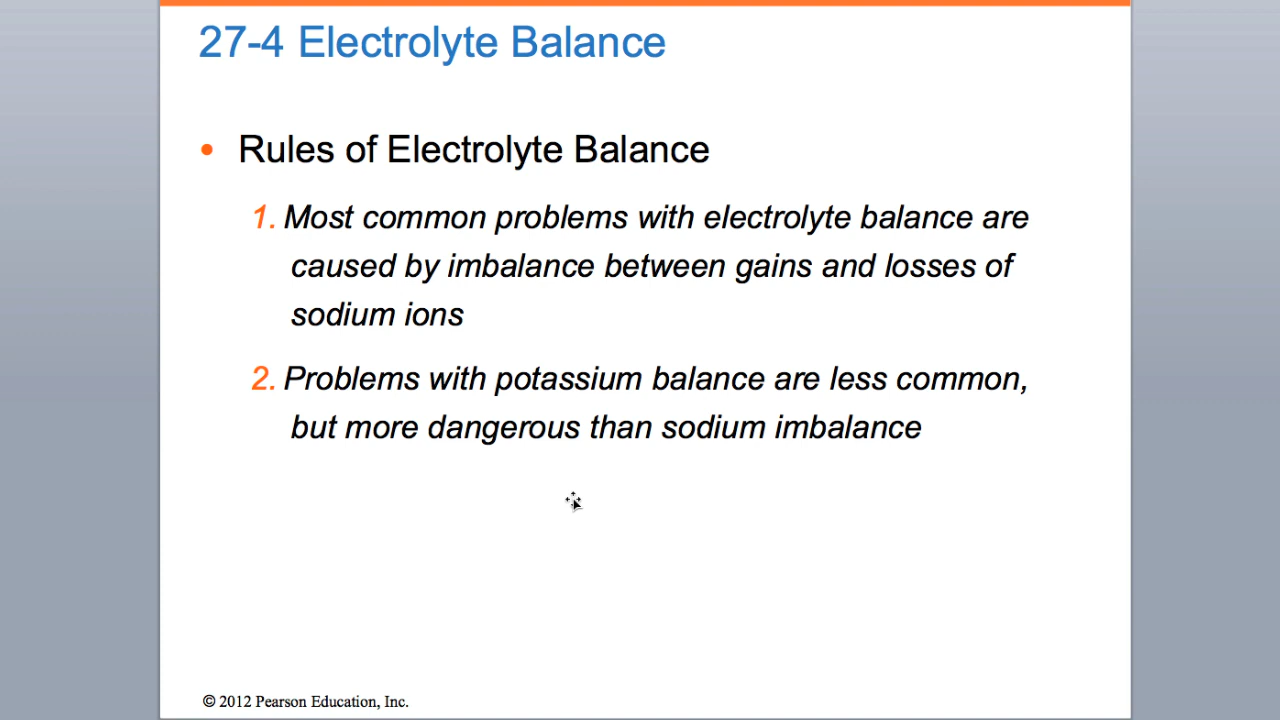 27-4 Electrolyte Balance
• Rules of Electrolyte Balance
1. Most common problems with electrolyte balance are
caused by imbalance between gains and losses of
sodium ions
2. Problems with potassium balance are less common,
but more dangerous than sodium imbalance
© 2012 Pearson Education, Inc.